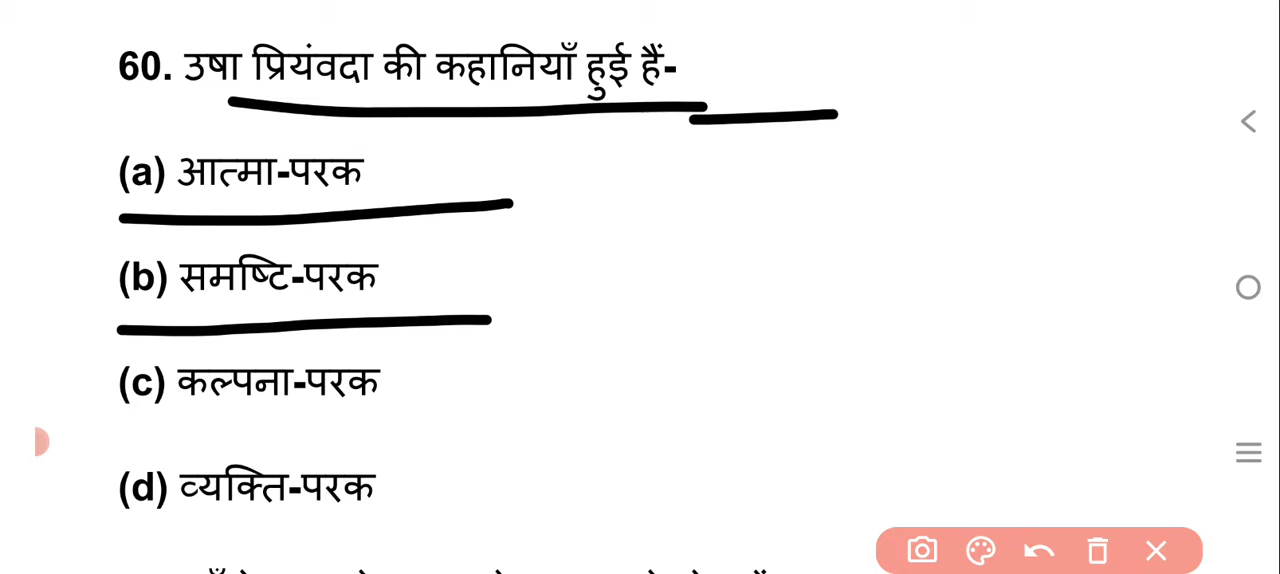 60. उषा प्रियंवदा की कहानियाँ हुई हैं-
(a) आत्मा-परक
(b) समष्टि-परक
(c) कल्पना-परक
(d) व्यक्ति-परक